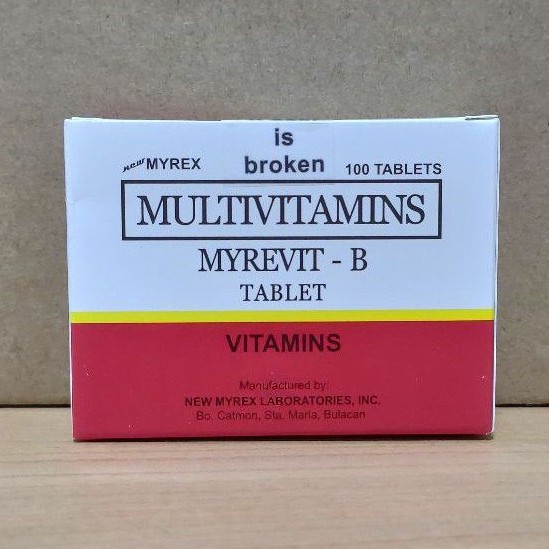 is
new MYREX broken 100 TABLETS
MULTIVITAMINS
MYREVIT - B
TABLET
VITAMINS
Manufactured by:
NEW MYREX LABORATORIES, INC.
Bo. Catmon, Sta. Maria, Bulacan